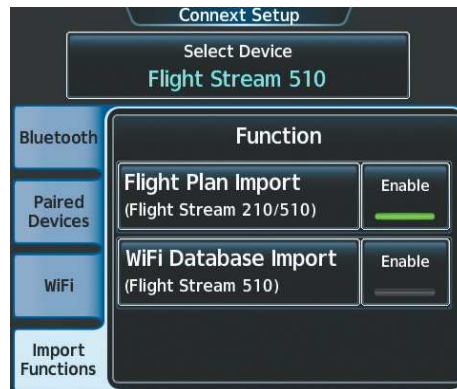 Connext Setup
Select Device
Flight Stream 510
Bluetooth
Paired
Devices
WiFi
Import
Functions
Function
Flight Plan Import
(Flight Stream 210/510)
Enable
WiFi Database Import
(Flight Stream 510)
Enable